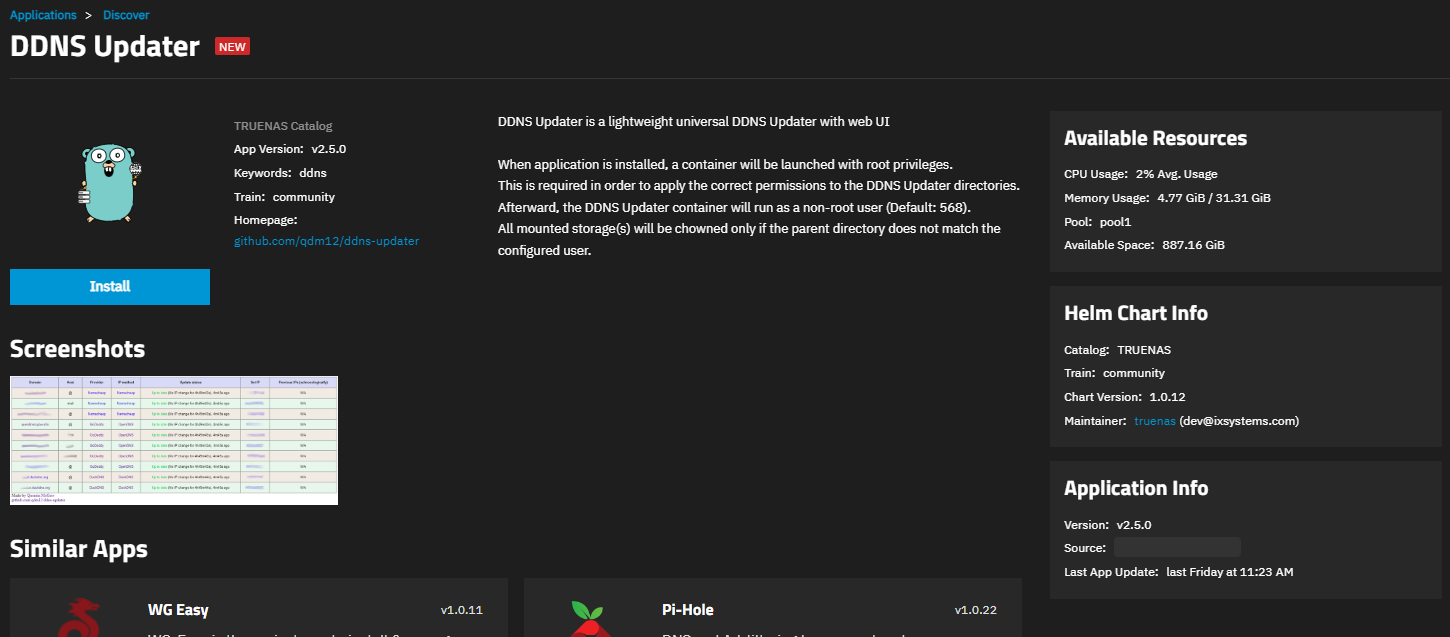 Applications > Discover
DDNS Updater NEW
TRUENAS Catalog
App Version: v2.5.0
Keywords: ddns
Train: community
Homepage:
github.com/qdm12/ddns-updater
Install
DDNS Updater is a lightweight universal DDNS Updater with web UI
When application is installed, a container will be launched with root privileges.
This is required in order to apply the correct permissions to the DDNS Updater directories.
Afterward, the DDNS Updater container will run as a non-root user (Default: 568).
All mounted storage(s) will be chowned only if the parent directory does not match the
configured user.
Available Resources
CPU Usage: 2% Avg. Usage
Memory Usage: 4.77 GiB / 31.31 GiB
Pool: pool1
Available Space: 887.16 GiB
Helm Chart Info
Catalog: TRUENAS
Train: community
Chart Version: 1.0.12
Maintainer: truenas (dev@ixsystems.com)
Application Info
Version: v2.5.0
Source:
Last App Update: last Friday at 11:23 AM
Screenshots
Similar Apps
WG Easy v1.0.11
Pi-Hole v1.0.22